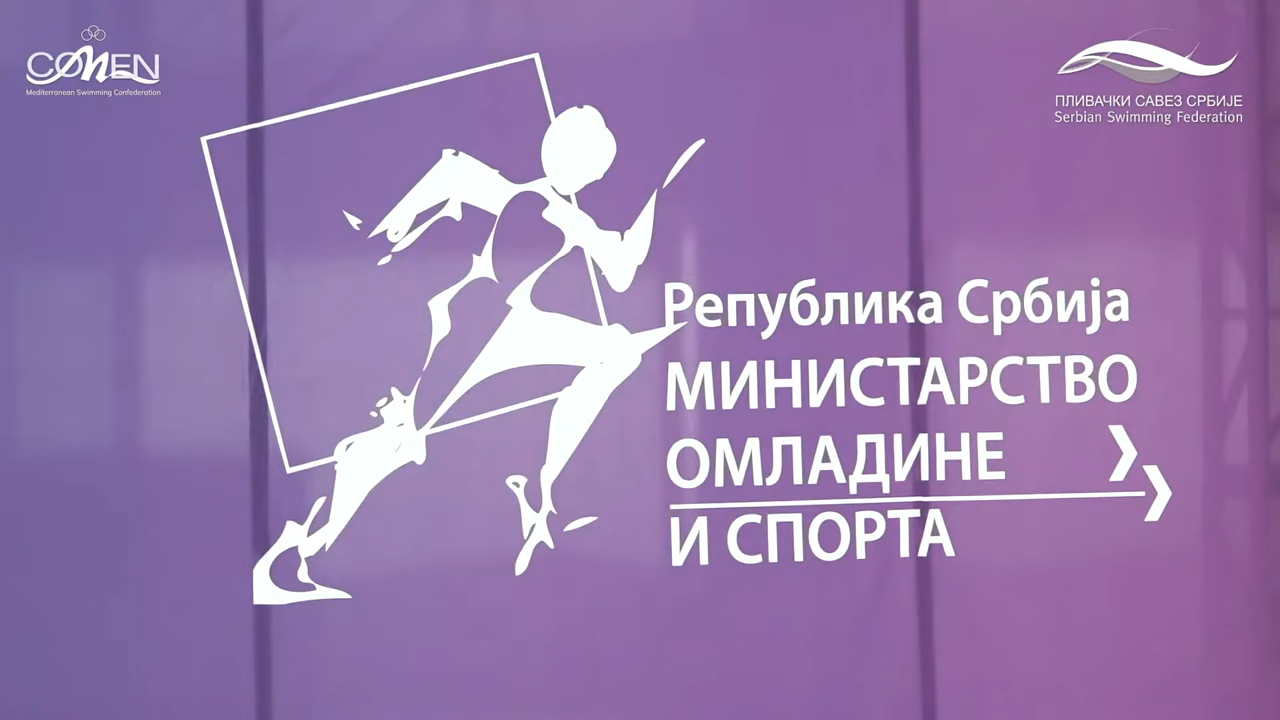 COMEN
Mediterranean Swimming Confederation
ПЛИВАЧКИ САВЕЗ СРБИЈЕ
Serbian Swimming Federation
Република Србија
МИНИСТАРСТВО
ОМЛАДИНЕ
И СПОРТА